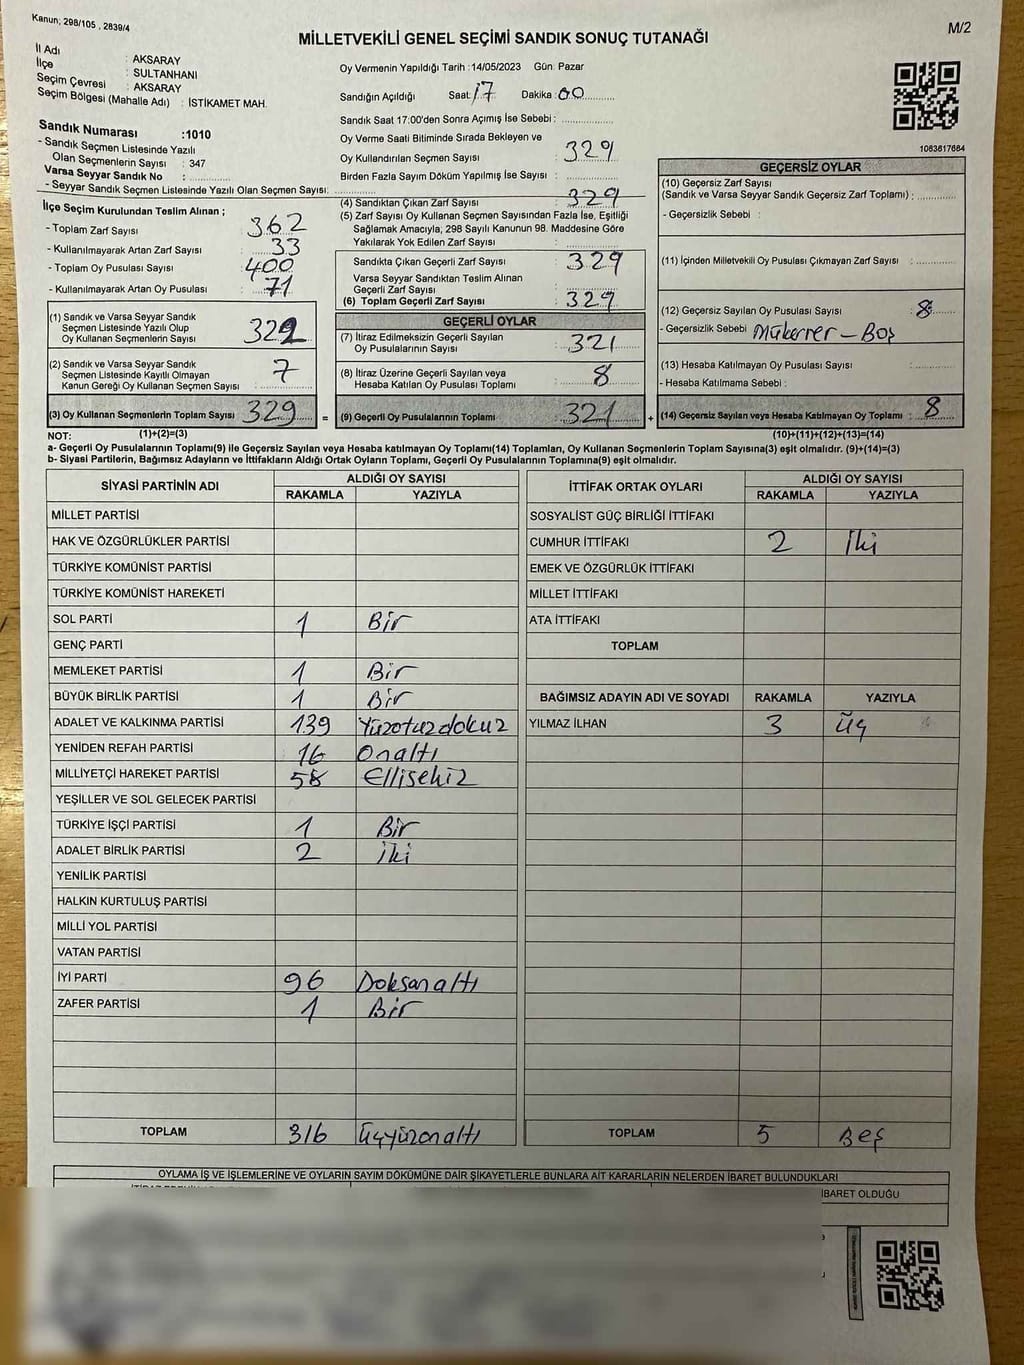 Kanun; 298/105 , 2839/4
M/2
MİLLETVEKİLİ GENEL SEÇİMİ SANDIK SONUÇ TUTANAĞI
İl Adı : AKSARAY
İlçe : SULTANHANI
Seçim Çevresi : AKSARAY
Seçim Bölgesi (Mahalle Adı) : İSTİKAMET MAH.
Sandık Numarası :1010
- Sandık Seçmen Listesinde Yazılı
Olan Seçmenlerin Sayısı : 347
Varsa Seyyar Sandık No :
- Seyyar Sandık Seçmen Listesinde Yazılı Olan Seçmen Sayısı:
Oy Vermenin Yapıldığı Tarih :14/05/2023 Gün: Pazar
Sandığın Açıldığı Saat: 17 Dakika :00
Sandık Saat 17:00'den Sonra Açımış İse Sebebi :
Oy Verme Saati Bitiminde Sırada Bekleyen ve
Oy Kullandırılan Seçmen Sayısı : 329
Birden Fazla Sayım Döküm Yapılmış İse Sayısı :
1063617664
İlçe Seçim Kurulundan Teslim Alınan ;
- Toplam Zarf Sayısı : 362
- Kullanılmayarak Artan Zarf Sayısı : 33
- Toplam Oy Pusulası Sayısı : 400
- Kullanılmayarak Artan Oy Pusulası : 71
(1) Sandık ve Varsa Seyyar Sandık
Seçmen Listesinde Yazılı Olup
Oy Kullanan Seçmenlerin Sayısı : 322
(2) Sandık ve Varsa Seyyar Sandık
Seçmen Listesinde Kayıtlı Olmayan
Kanun Gereği Oy Kullanan Seçmen Sayısı : 7
(3) Oy Kullanan Seçmenlerin Toplam Sayısı : 329
(1)+(2)=(3)
(4) Sandıktan Çıkan Zarf Sayısı : 329
(5) Zarf Sayısı Oy Kullanan Seçmen Sayısından Fazla İse, Eşitliği
Sağlamak Amacıyla; 298 Sayılı Kanunun 98. Maddesine Göre
Yakılarak Yok Edilen Zarf Sayısı :
Sandıkta Çıkan Geçerli Zarf Sayısı : 329
Varsa Seyyar Sandıktan Teslim Alınan
Geçerli Zarf Sayısı :
(6) Toplam Geçerli Zarf Sayısı : 329
GEÇERLİ OYLAR
(7) İtiraz Edilmeksizin Geçerli Sayılan
Oy Pusulalarının Sayısı : 321
(8) İtiraz Üzerine Geçerli Sayılan veya
Hesaba Katılan Oy Pusulası Toplamı : 8
= (9) Geçerli Oy Pusulalarının Toplamı : 321
GEÇERSİZ OYLAR
(10) Geçersiz Zarf Sayısı
(Sandık ve Varsa Seyyar Sandık Geçersiz Zarf Toplamı) :
- Geçersizlik Sebebi :
(11) İçinden Milletvekili Oy Pusulası Çıkmayan Zarf Sayısı :
(12) Geçersiz Sayılan Oy Pusulası Sayısı : 8
- Geçersizlik Sebebi : Mükerrer – Boş
(13) Hesaba Katılmayan Oy Pusulası Sayısı :
- Hesaba Katılmama Sebebi :
+ (14) Geçersiz Sayılan veya Hesaba Katılmayan Oy Toplamı : 8
(10)+(11)+(12)+(13)=(14)
NOT:
a- Geçerli Oy Pusulalarının Toplamı(9) ile Geçersiz Sayılan veya Hesaba katılmayan Oy Toplamı(14) Toplamları, Oy Kullanan Seçmenlerin Toplam Sayısına(3) eşit olmalıdır. (9)+(14)=(3)
b- Siyasi Partilerin, Bağımsız Adayların ve İttifakların Aldığı Ortak Oyların Toplamı, Geçerli Oy Pusulalarının Toplamına(9) eşit olmalıdır.
SİYASİ PARTİNİN ADI
ALDIĞI OY SAYISI
RAKAMLA YAZIYLA
MİLLET PARTİSİ
HAK VE ÖZGÜRLÜKLER PARTİSİ
TÜRKİYE KOMÜNİST PARTİSİ
TÜRKİYE KOMÜNİST HAREKETİ
SOL PARTİ 1 Bir
GENÇ PARTİ
MEMLEKET PARTİSİ 1 Bir
BÜYÜK BİRLİK PARTİSİ 1 Bir
ADALET VE KALKINMA PARTİSİ 139 Yüzotuzdokuz
YENİDEN REFAH PARTİSİ 16 Onaltı
MİLLİYETÇİ HAREKET PARTİSİ 58 Ellisekiz
YEŞİLLER VE SOL GELECEK PARTİSİ
TÜRKİYE İŞÇİ PARTİSİ 1 Bir
ADALET BİRLİK PARTİSİ 2 iki
YENİLİK PARTİSİ
HALKIN KURTULUŞ PARTİSİ
MİLLİ YOL PARTİSİ
VATAN PARTİSİ
İYİ PARTİ 96 Doksanaltı
ZAFER PARTİSİ 1 Bir
TOPLAM 316 Üçyüzonaltı
İTTİFAK ORTAK OYLARI
ALDIĞI OY SAYISI
RAKAMLA YAZIYLA
SOSYALİST GÜÇ BİRLİĞİ İTTİFAKI
CUMHUR İTTİFAKI 2 İki
EMEK VE ÖZGÜRLÜK İTTİFAKI
MİLLET İTTİFAKI
ATA İTTİFAKI
TOPLAM
BAĞIMSIZ ADAYIN ADI VE SOYADI RAKAMLA YAZIYLA
YILMAZ İLHAN 3 Üç
TOPLAM 5 Beş
OYLAMA İŞ VE İŞLEMLERİNE VE OYLARIN SAYIM DÖKÜMÜNE DAİR ŞİKAYETLERLE BUNLARA AİT KARARLARIN NELERDEN İBARET BULUNDUKLARI
İBARET OLDUĞU